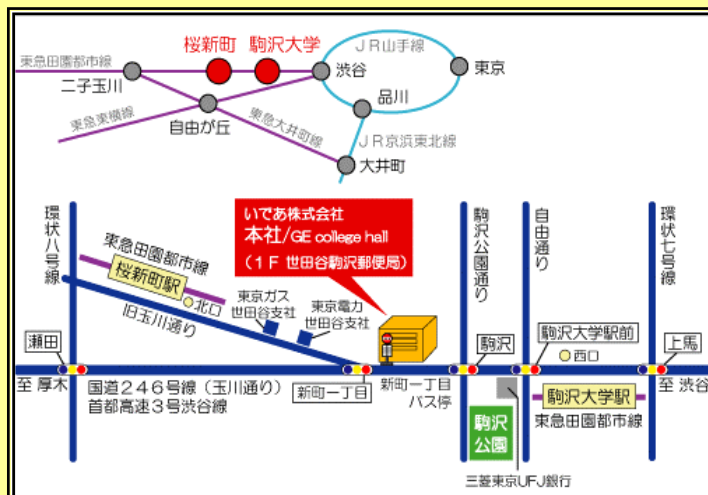 桜新町 駒沢大学
JR山手線
東急田園都市線
二子玉川
渋谷
東京
品川
東急東横線
自由が丘
東急大井町線
JR京浜東北線
大井町
環状八号線
東急田園都市線
桜新町駅
北口
旧玉川通り
東京ガス
世田谷支社
東京電力
世田谷支社
いであ株式会社
本社/GE college hall
(1F 世田谷駒沢郵便局)
駒沢公園通り
自由通り
環状七号線
瀬田
至 厚木
国道246号線(玉川通り)
首都高速3号渋谷線
新町一丁目
新町一丁目
バス停
駒沢
駒沢大学駅前
西口
上馬
至 渋谷
駒沢大学駅
東急田園都市線
駒沢
公園
三菱東京UFJ銀行